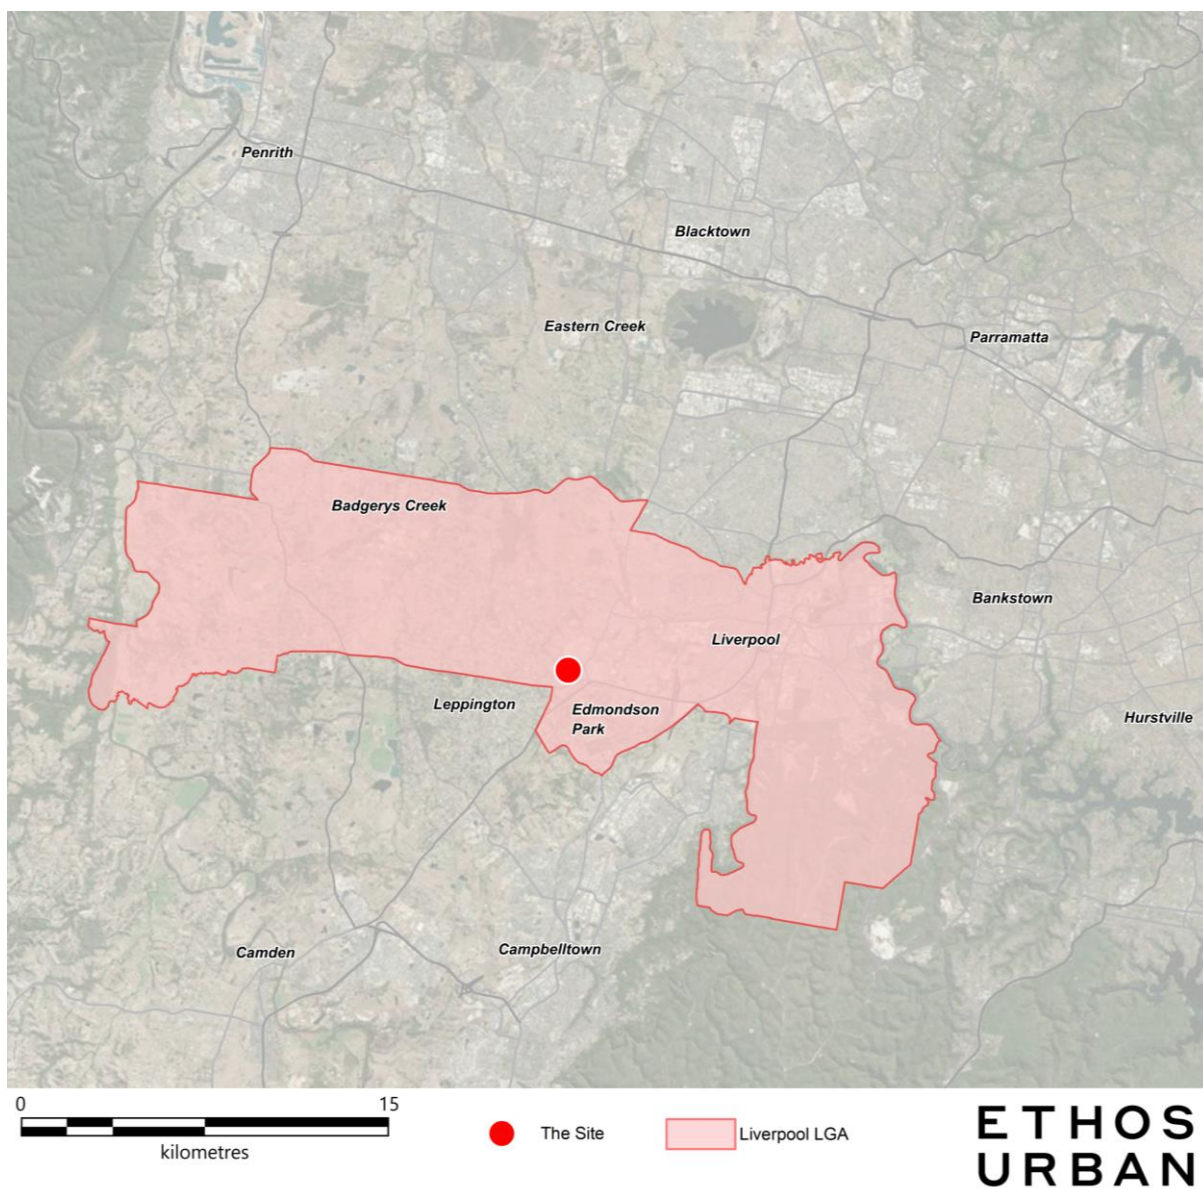 Penrith
Blacktown
Eastern Creek
Parramatta
Badgerys Creek
Bankstown
Liverpool
Leppington
Edmondson
Park
Hurstville
Camden
Campbelltown
0 15
kilometres
The Site
Liverpool LGA
ETHOS
URBAN